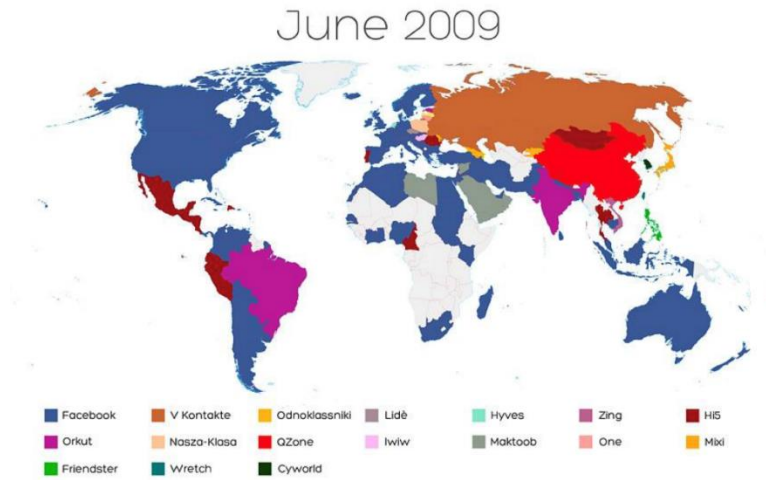 June 2009
Facebook V Kontakte Odnoklassniki Lidè Hyves Zing Hi5
Orkut Nasza-Klasa QZone Iwiw Maktoob One Mixi
Friendster Wretch Cyworld